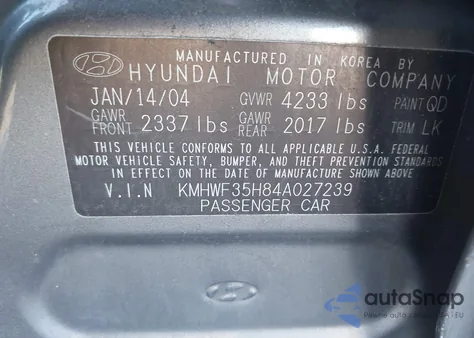 MANUFACTURED IN KOREA BY
HYUNDAI MOTOR COMPANY
JAN/14/04 GVWR 4233 lbs PAINT QD
GAWR FRONT 2337 lbs GAWR REAR 2017 lbs TRIM LK
THIS VEHICLE CONFORMS TO ALL APPLICABLE U.S.A FEDERAL
MOTOR VEHICLE SAFETY, BUMPER, AND THEFT PREVENTION STANDARDS
IN EFFECT ON THE DATE OF MANUFACTURE SHOWN ABOVE
V.I.N KMHWF35H84A027239
PASSENGER CAR
autoSnap